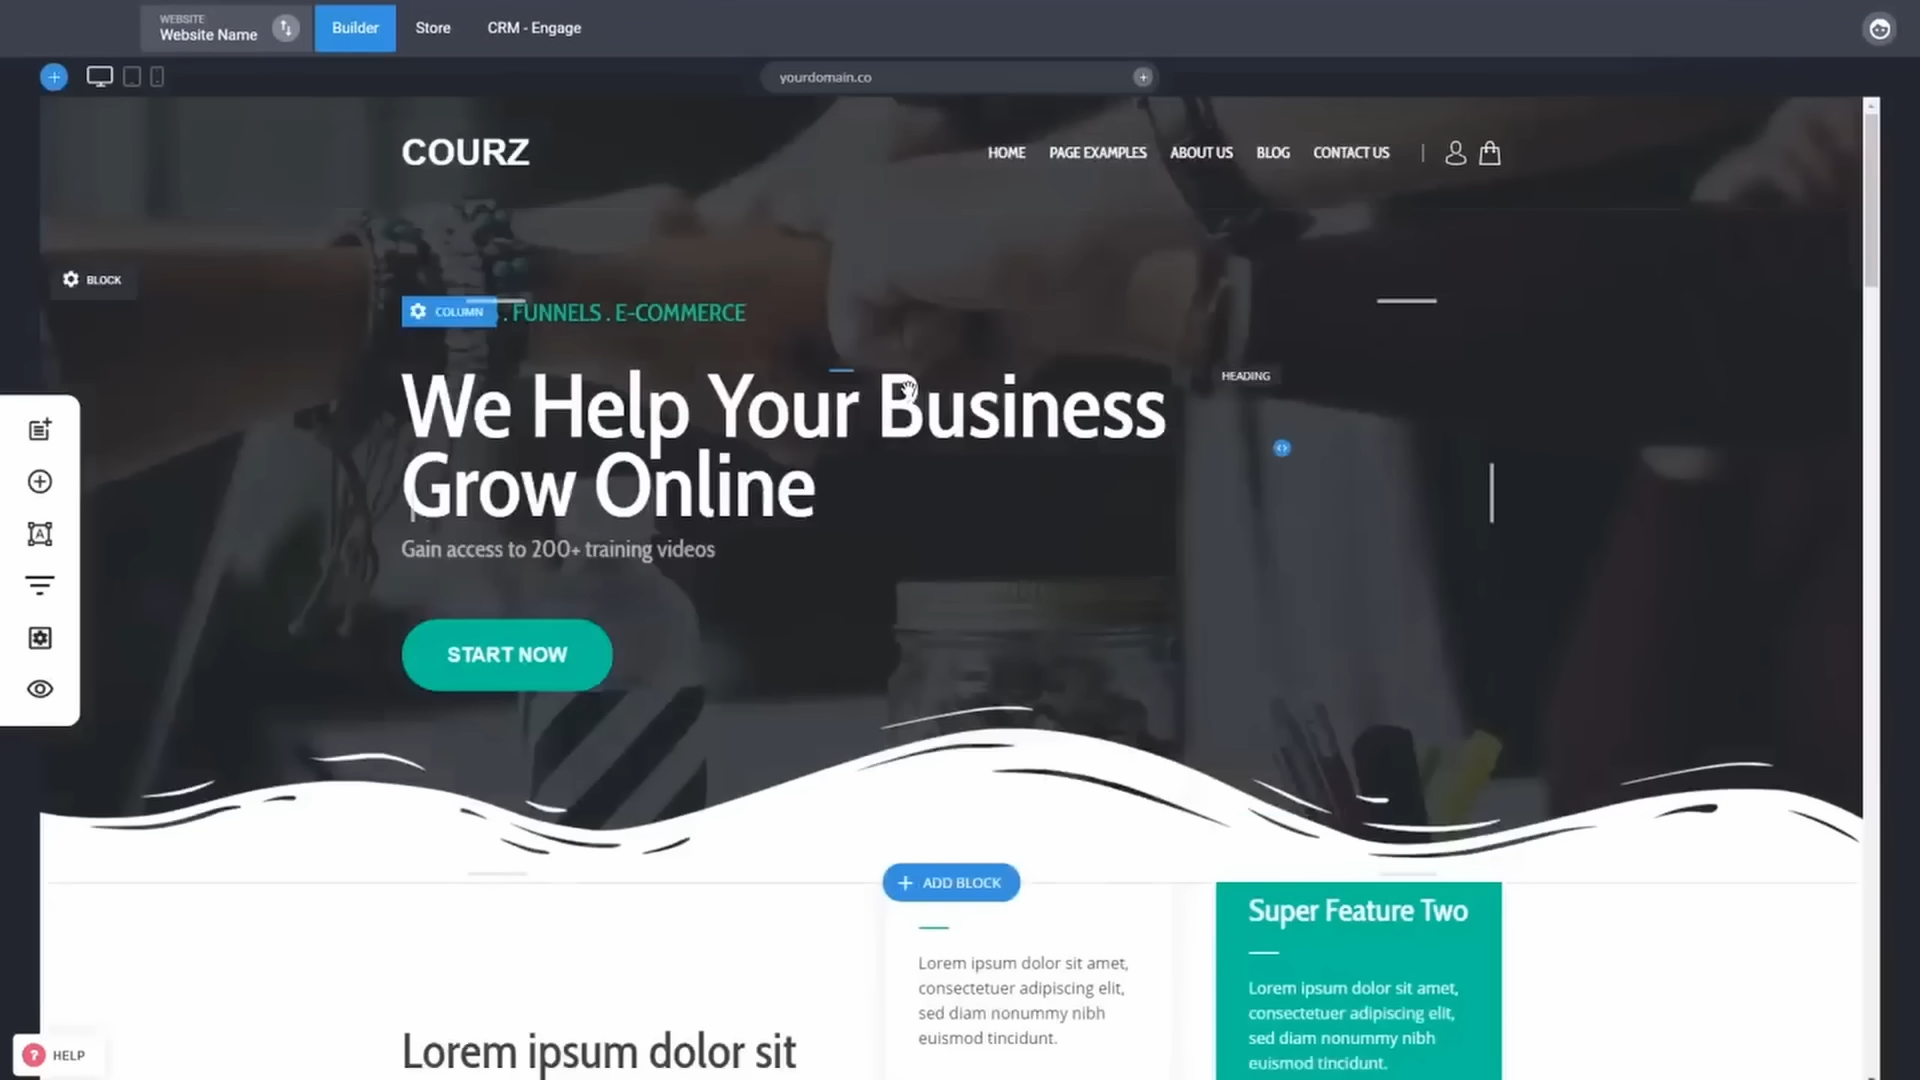 WEBSITE
Website Name
Builder
Store
CRM - Engage
yourdomain.co
COURZ
HOME
PAGE EXAMPLES
ABOUT US
BLOG
CONTACT US
BLOCK
COLUMN
. FUNNELS . E-COMMERCE
HEADING
We Help Your Business
Grow Online
Gain access to 200+ training videos
START NOW
ADD BLOCK
Lorem ipsum dolor sit amet,
consectetuer adipiscing elit,
sed diam nonummy nibh
euismod tincidunt.
Super Feature Two
Lorem ipsum dolor sit amet,
consectetuer adipiscing elit,
sed diam nonummy nibh
euismod tincidunt.
Lorem ipsum dolor sit
? HELP